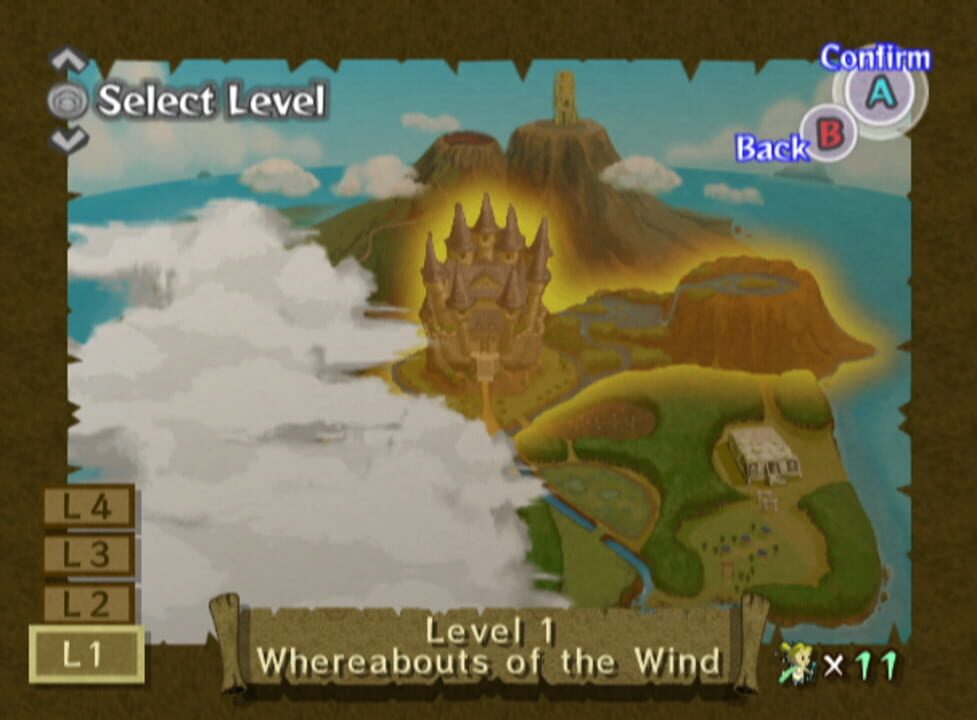 Confirm
A
Select Level
B
Back
L4
L3
L2
L1
Level 1
Whereabouts of the Wind
×11